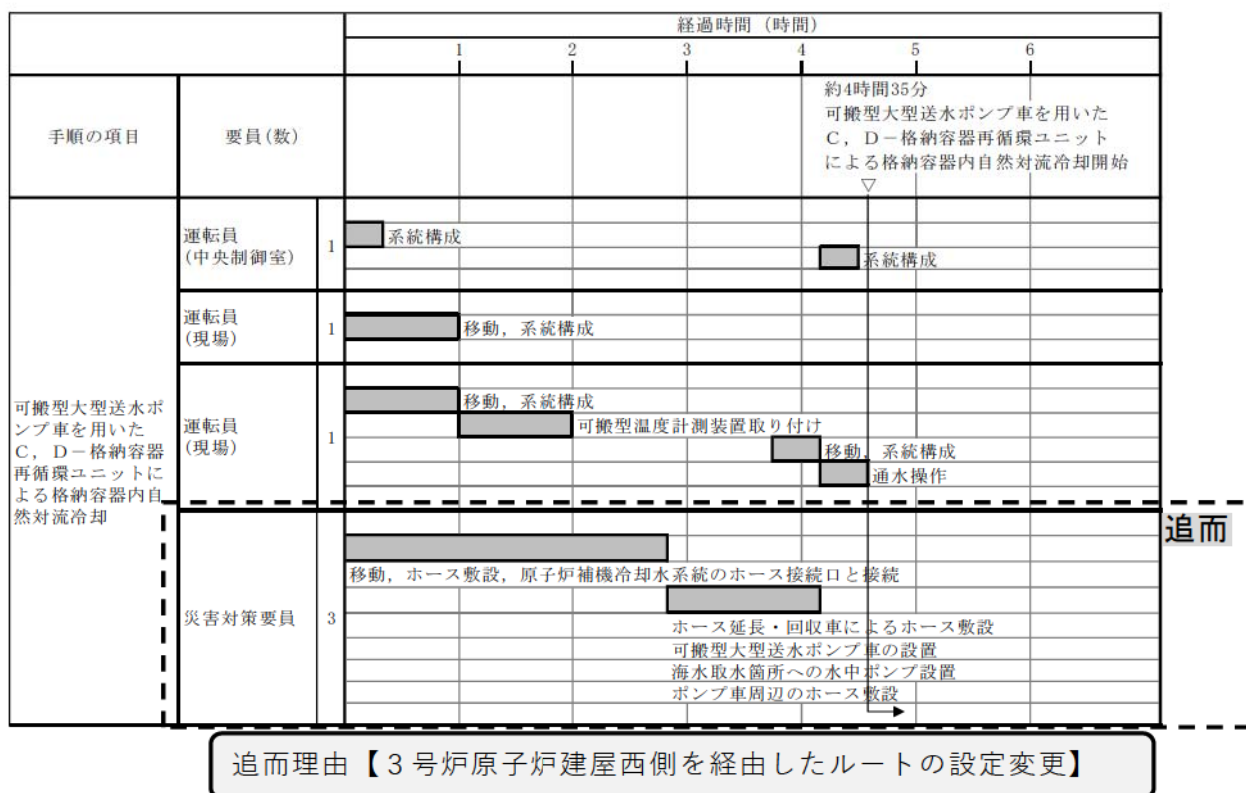 経過時間（時間）
1
2
3
4
5
6
手順の項目
要員(数)
約4時間35分
可搬型大型送水ポンプ車を用いた
Ｃ，Ｄ－格納容器再循環ユニット
による格納容器内自然対流冷却開始
▽
可搬型大型送水ポ
ンプ車を用いた
Ｃ，Ｄ－格納容器
再循環ユニットに
よる格納容器内自
然対流冷却
運転員
(中央制御室)
1
系統構成
系統構成
運転員
(現場)
1
移動，系統構成
運転員
(現場)
1
移動，系統構成
可搬型温度計測装置取り付け
移動，系統構成
通水操作
災害対策要員
3
移動，ホース敷設，原子炉補機冷却水系統のホース接続口と接続
ホース延長・回収車によるホース敷設
可搬型大型送水ポンプ車の設置
海水取水箇所への水中ポンプ設置
ポンプ車周辺のホース敷設
追而
追而理由【３号炉原子炉建屋西側を経由したルートの設定変更】